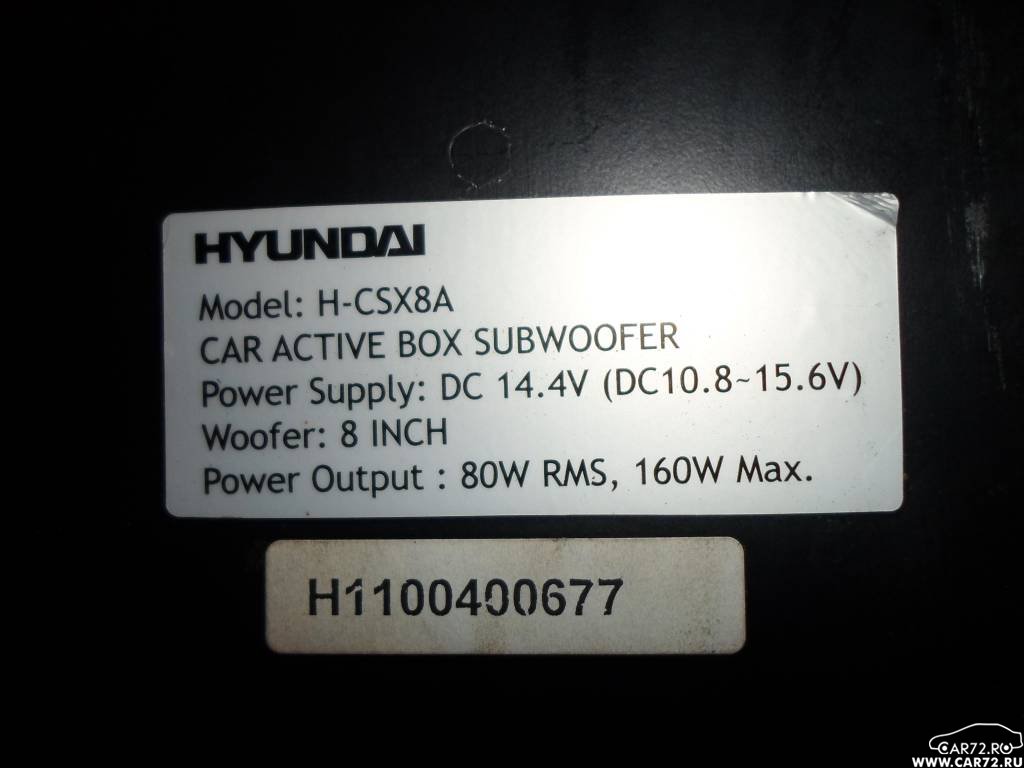 HYUNDAI
Model: H-CSX8A
CAR ACTIVE BOX SUBWOOFER
Power Supply: DC 14.4V (DC10.8~15.6V)
Woofer: 8 INCH
Power Output : 80W RMS, 160W Max.
H1100400677
CAR72.RU
WWW.CAR72.RU